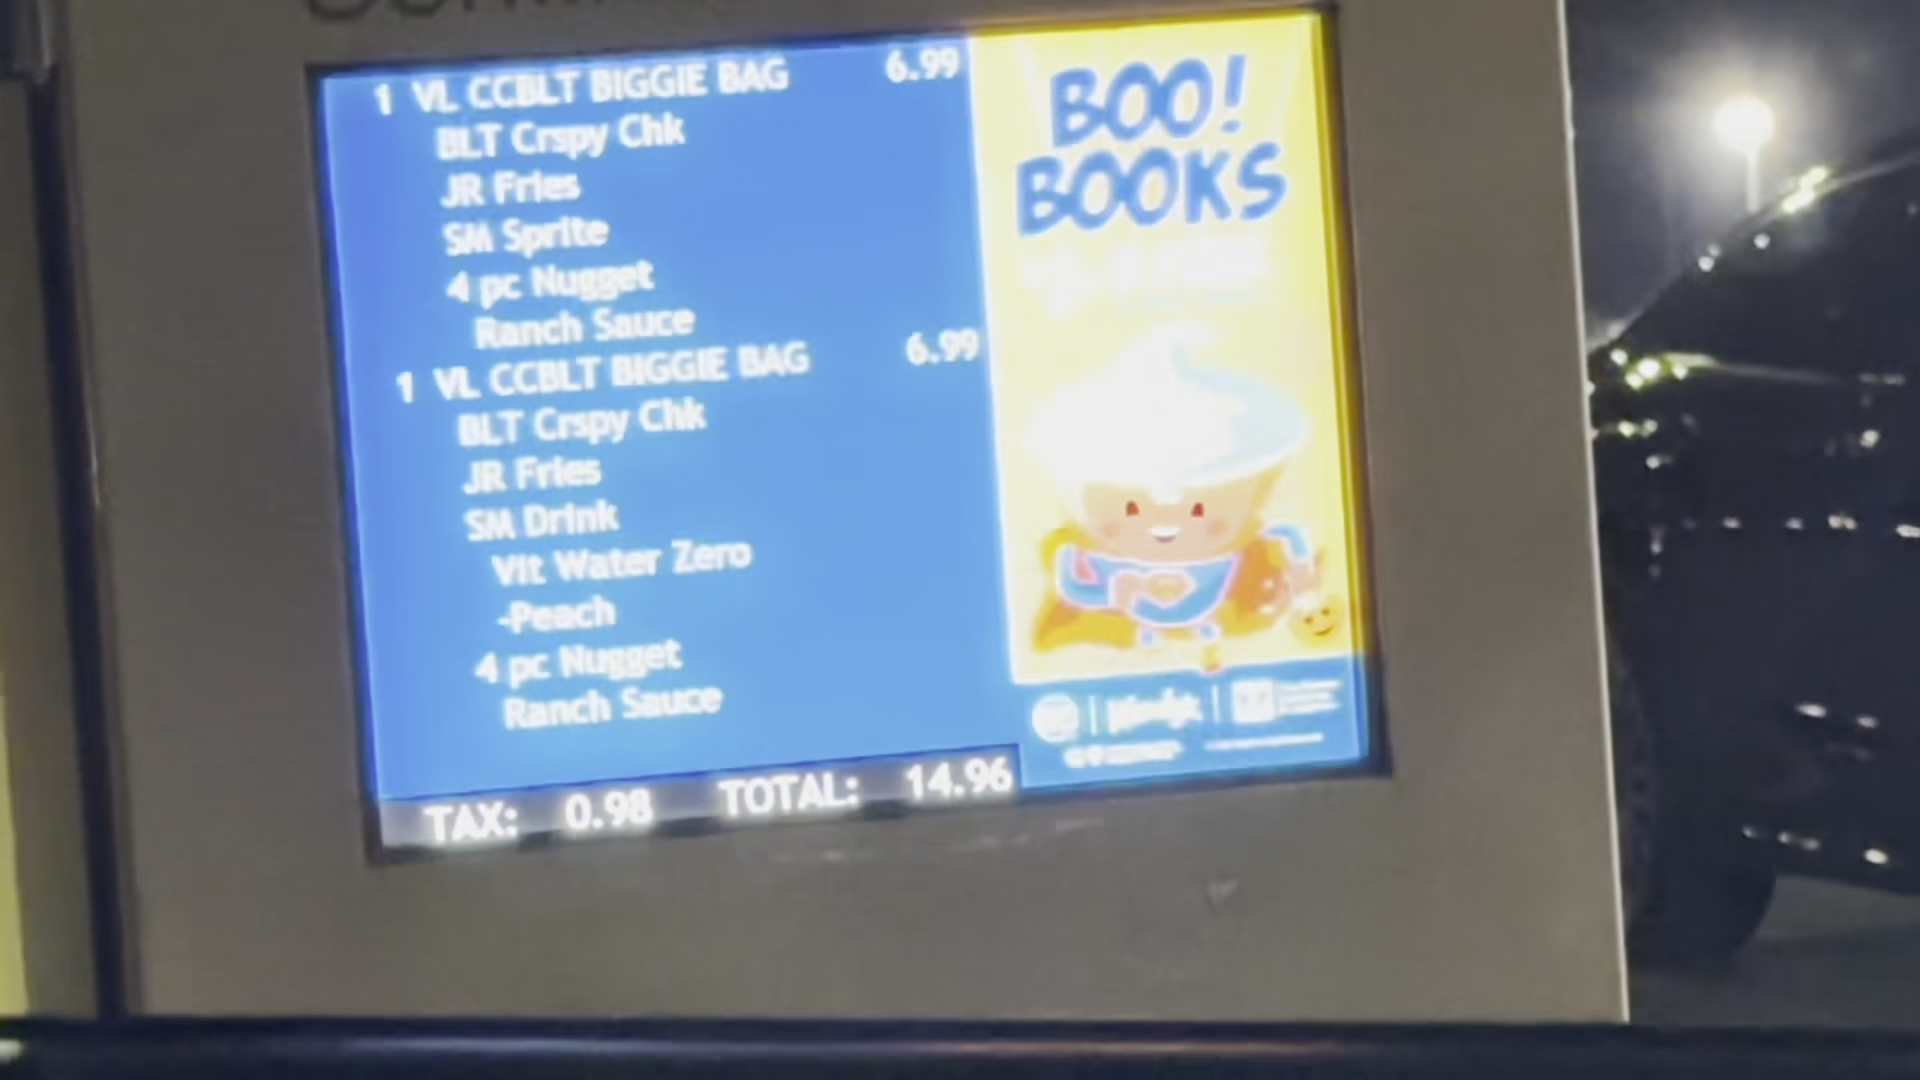 1 VL CCBLT BIGGIE BAG 6.99
BLT Crspy Chk
JR Fries
SM Sprite
4 pc Nugget
Ranch Sauce
1 VL CCBLT BIGGIE BAG 6.99
BLT Crspy Chk
JR Fries
SM Drink
Vit Water Zero
-Peach
4 pc Nugget
Ranch Sauce
TAX: 0.98 TOTAL: 14.96
BOO!
BOOKS